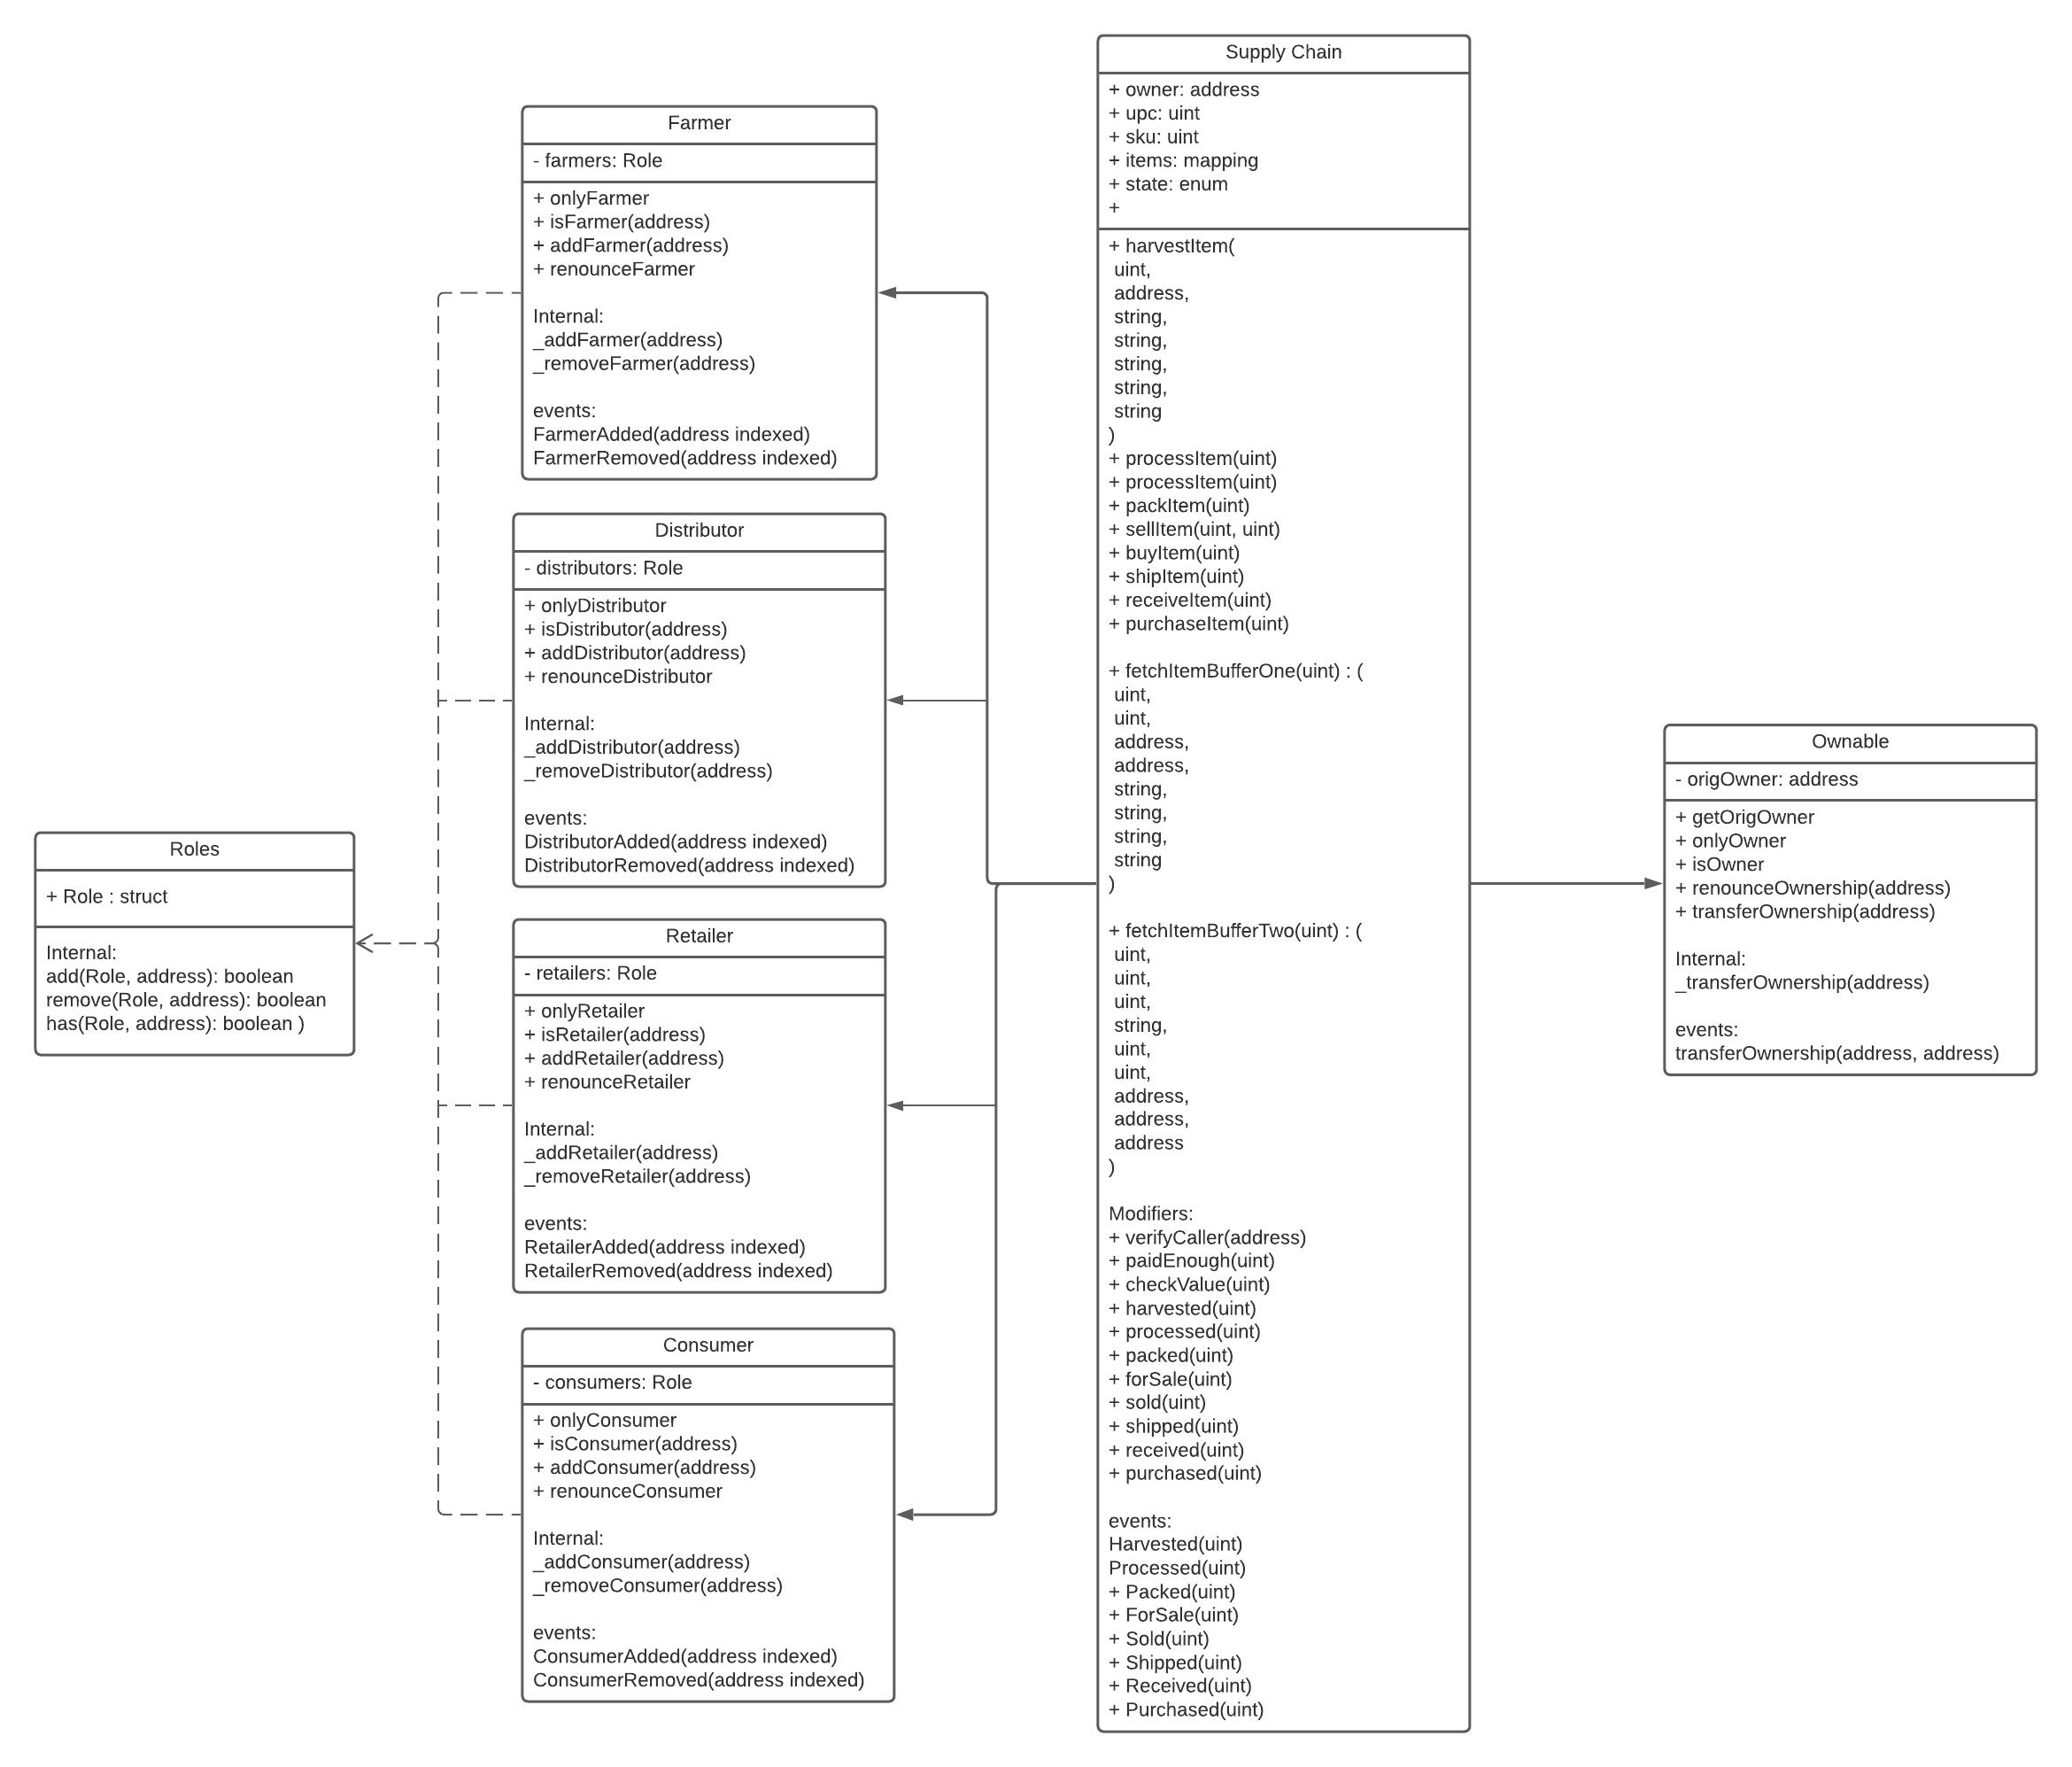 Supply Chain
+ owner: address
+ upc: uint
+ sku: uint
+ items: mapping
+ state: enum
+
+ harvestItem(
uint,
address,
string,
string,
string,
string,
string
)
+ processItem(uint)
+ processItem(uint)
+ packItem(uint)
+ sellItem(uint, uint)
+ buyItem(uint)
+ shipItem(uint)
+ receiveItem(uint)
+ purchaseItem(uint)
+ fetchItemBufferOne(uint) : (
uint,
uint,
address,
address,
string,
string,
string,
string
)
+ fetchItemBufferTwo(uint) : (
uint,
uint,
uint,
string,
uint,
uint,
address,
address,
address
)
Modifiers:
+ verifyCaller(address)
+ paidEnough(uint)
+ checkValue(uint)
+ harvested(uint)
+ processed(uint)
+ packed(uint)
+ forSale(uint)
+ sold(uint)
+ shipped(uint)
+ received(uint)
+ purchased(uint)
events:
Harvested(uint)
Processed(uint)
+ Packed(uint)
+ ForSale(uint)
+ Sold(uint)
+ Shipped(uint)
+ Received(uint)
+ Purchased(uint)
Farmer
- farmers: Role
+ onlyFarmer
+ isFarmer(address)
+ addFarmer(address)
+ renounceFarmer
Internal:
_addFarmer(address)
_removeFarmer(address)
events:
FarmerAdded(address indexed)
FarmerRemoved(address indexed)
Distributor
- distributors: Role
+ onlyDistributor
+ isDistributor(address)
+ addDistributor(address)
+ renounceDistributor
Internal:
_addDistributor(address)
_removeDistributor(address)
events:
DistributorAdded(address indexed)
DistributorRemoved(address indexed)
Retailer
- retailers: Role
+ onlyRetailer
+ isRetailer(address)
+ addRetailer(address)
+ renounceRetailer
Internal:
_addRetailer(address)
_removeRetailer(address)
events:
RetailerAdded(address indexed)
RetailerRemoved(address indexed)
Consumer
- consumers: Role
+ onlyConsumer
+ isConsumer(address)
+ addConsumer(address)
+ renounceConsumer
Internal:
_addConsumer(address)
_removeConsumer(address)
events:
ConsumerAdded(address indexed)
ConsumerRemoved(address indexed)
Roles
+ Role : struct
Internal:
add(Role, address): boolean
remove(Role, address): boolean
has(Role, address): boolean )
Ownable
- origOwner: address
+ getOrigOwner
+ onlyOwner
+ isOwner
+ renounceOwnership(address)
+ transferOwnership(address)
Internal:
_transferOwnership(address)
events:
transferOwnership(address, address)